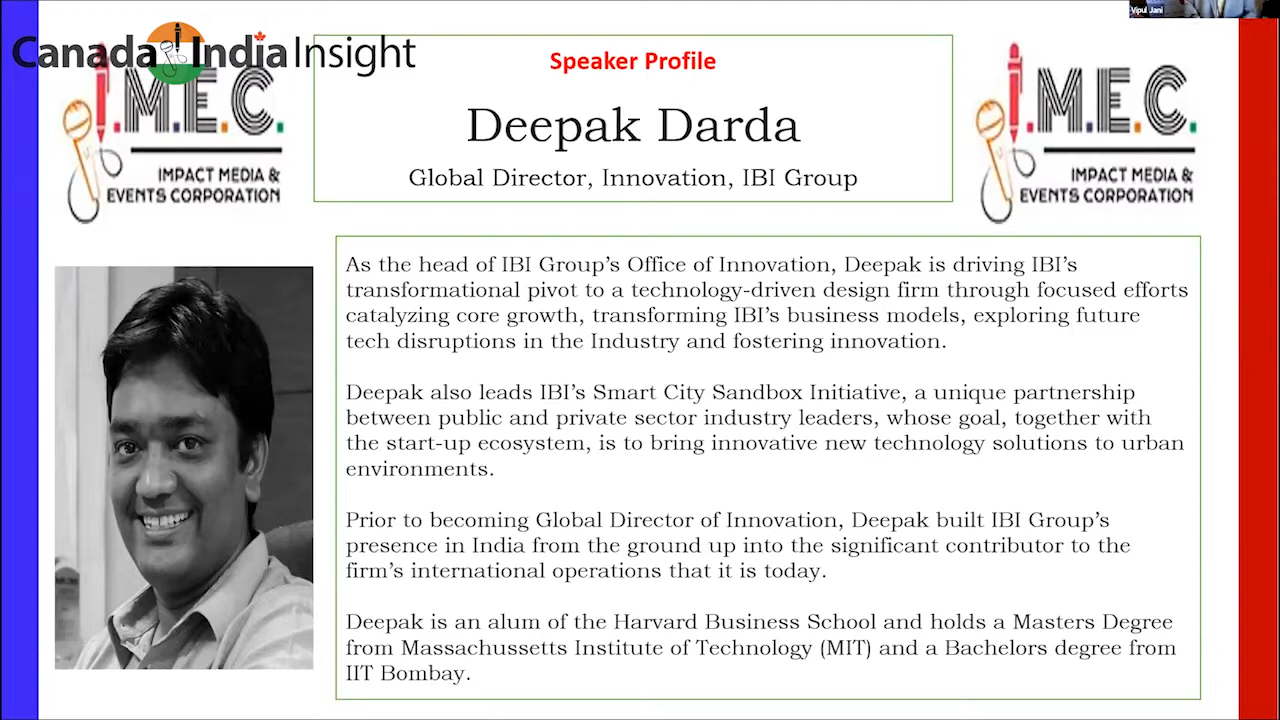 Vipul Jani
Canada India Insight
Speaker Profile
Deepak Darda
Global Director, Innovation, IBI Group
I.M.E.C.
IMPACT MEDIA &
EVENTS CORPORATION
I.M.E.C.
IMPACT MEDIA &
EVENTS CORPORATION
As the head of IBI Group's Office of Innovation, Deepak is driving IBI's
transformational pivot to a technology-driven design firm through focused efforts
catalyzing core growth, transforming IBI's business models, exploring future
tech disruptions in the Industry and fostering innovation.
Deepak also leads IBI's Smart City Sandbox Initiative, a unique partnership
between public and private sector industry leaders, whose goal, together with
the start-up ecosystem, is to bring innovative new technology solutions to urban
environments.
Prior to becoming Global Director of Innovation, Deepak built IBI Group's
presence in India from the ground up into the significant contributor to the
firm's international operations that it is today.
Deepak is an alum of the Harvard Business School and holds a Masters Degree
from Massachussetts Institute of Technology (MIT) and a Bachelors degree from
IIT Bombay.